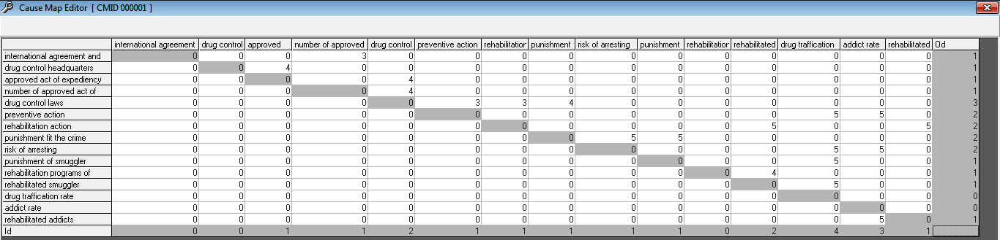 Cause Map Editor [ CMID 000001 ]
international agreement drug control approved number of approved drug control preventive action rehabilitatior punishment risk of arresting punishment rehabilitatior rehabilitated drug traffication addict rate rehabilitated Od
international agreement and 0 0 0 3 0 0 0 0 0 0 0 0 0 0 0 1
drug control headquarters 0 0 4 0 0 0 0 0 0 0 0 0 0 0 0 1
approved act of expediency 0 0 0 0 4 0 0 0 0 0 0 0 0 0 0 1
number of approved act of 0 0 0 0 4 0 0 0 0 0 0 0 0 0 0 1
drug control laws 0 0 0 0 0 3 3 4 0 0 0 0 0 0 0 3
preventive action 0 0 0 0 0 0 0 0 0 0 0 0 5 5 0 2
rehabilitation action 0 0 0 0 0 0 0 0 0 0 0 5 0 0 5 2
punishment fit the crime 0 0 0 0 0 0 0 0 5 5 0 0 0 0 0 2
risk of arresting 0 0 0 0 0 0 0 0 0 0 0 0 5 5 0 2
punishment of smuggler 0 0 0 0 0 0 0 0 0 0 0 0 5 0 0 1
rehabilitation programs of 0 0 0 0 0 0 0 0 0 0 0 4 0 0 0 1
rehabilitated smuggler 0 0 0 0 0 0 0 0 0 0 0 0 5 0 0 1
drug traffication rate 0 0 0 0 0 0 0 0 0 0 0 0 0 0 0 0
addict rate 0 0 0 0 0 0 0 0 0 0 0 0 0 0 0 0
rehabilitated addicts 0 0 0 0 0 0 0 0 0 0 0 0 0 5 0 1
Id 0 0 1 1 2 1 1 1 1 1 0 2 4 3 1